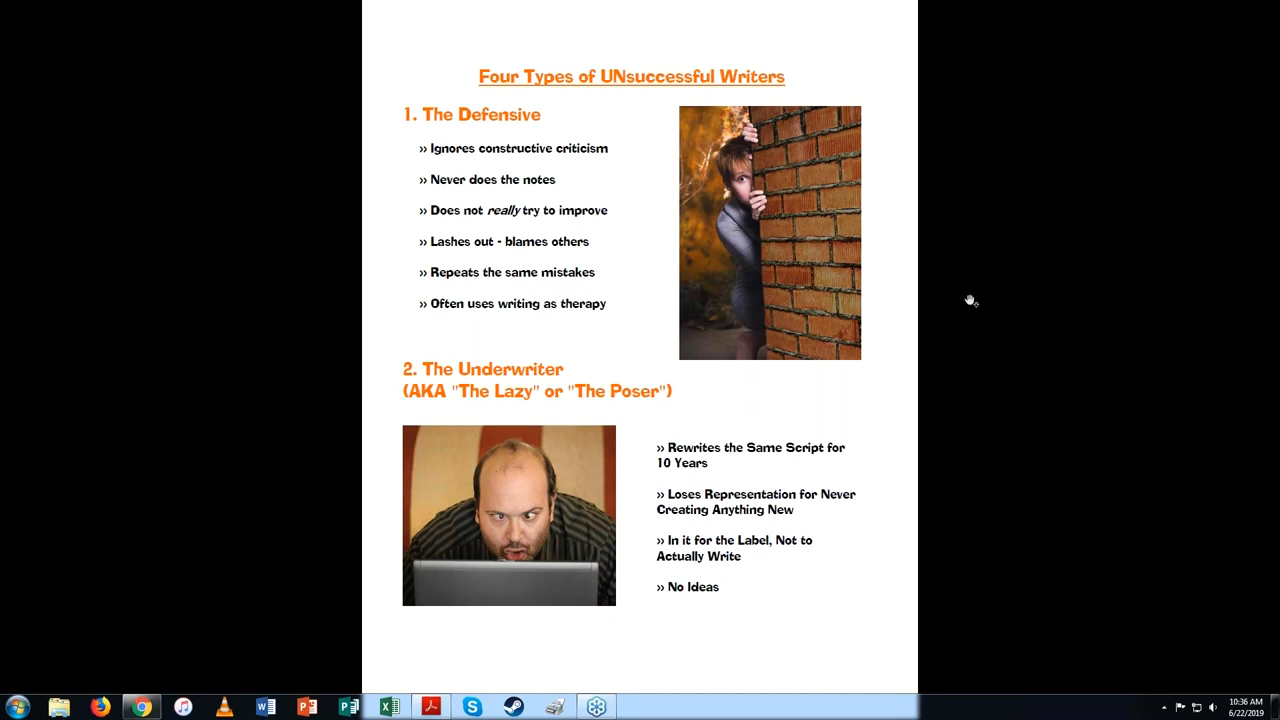 Four Types of UNsuccessful Writers
1. The Defensive
›› Ignores constructive criticism
›› Never does the notes
›› Does not really try to improve
›› Lashes out - blames others
›› Repeats the same mistakes
›› Often uses writing as therapy
2. The Underwriter
(AKA "The Lazy" or "The Poser")
›› Rewrites the Same Script for
10 Years
›› Loses Representation for Never
Creating Anything New
›› In it for the Label, Not to
Actually Write
›› No Ideas
10:36 AM
6/22/2019